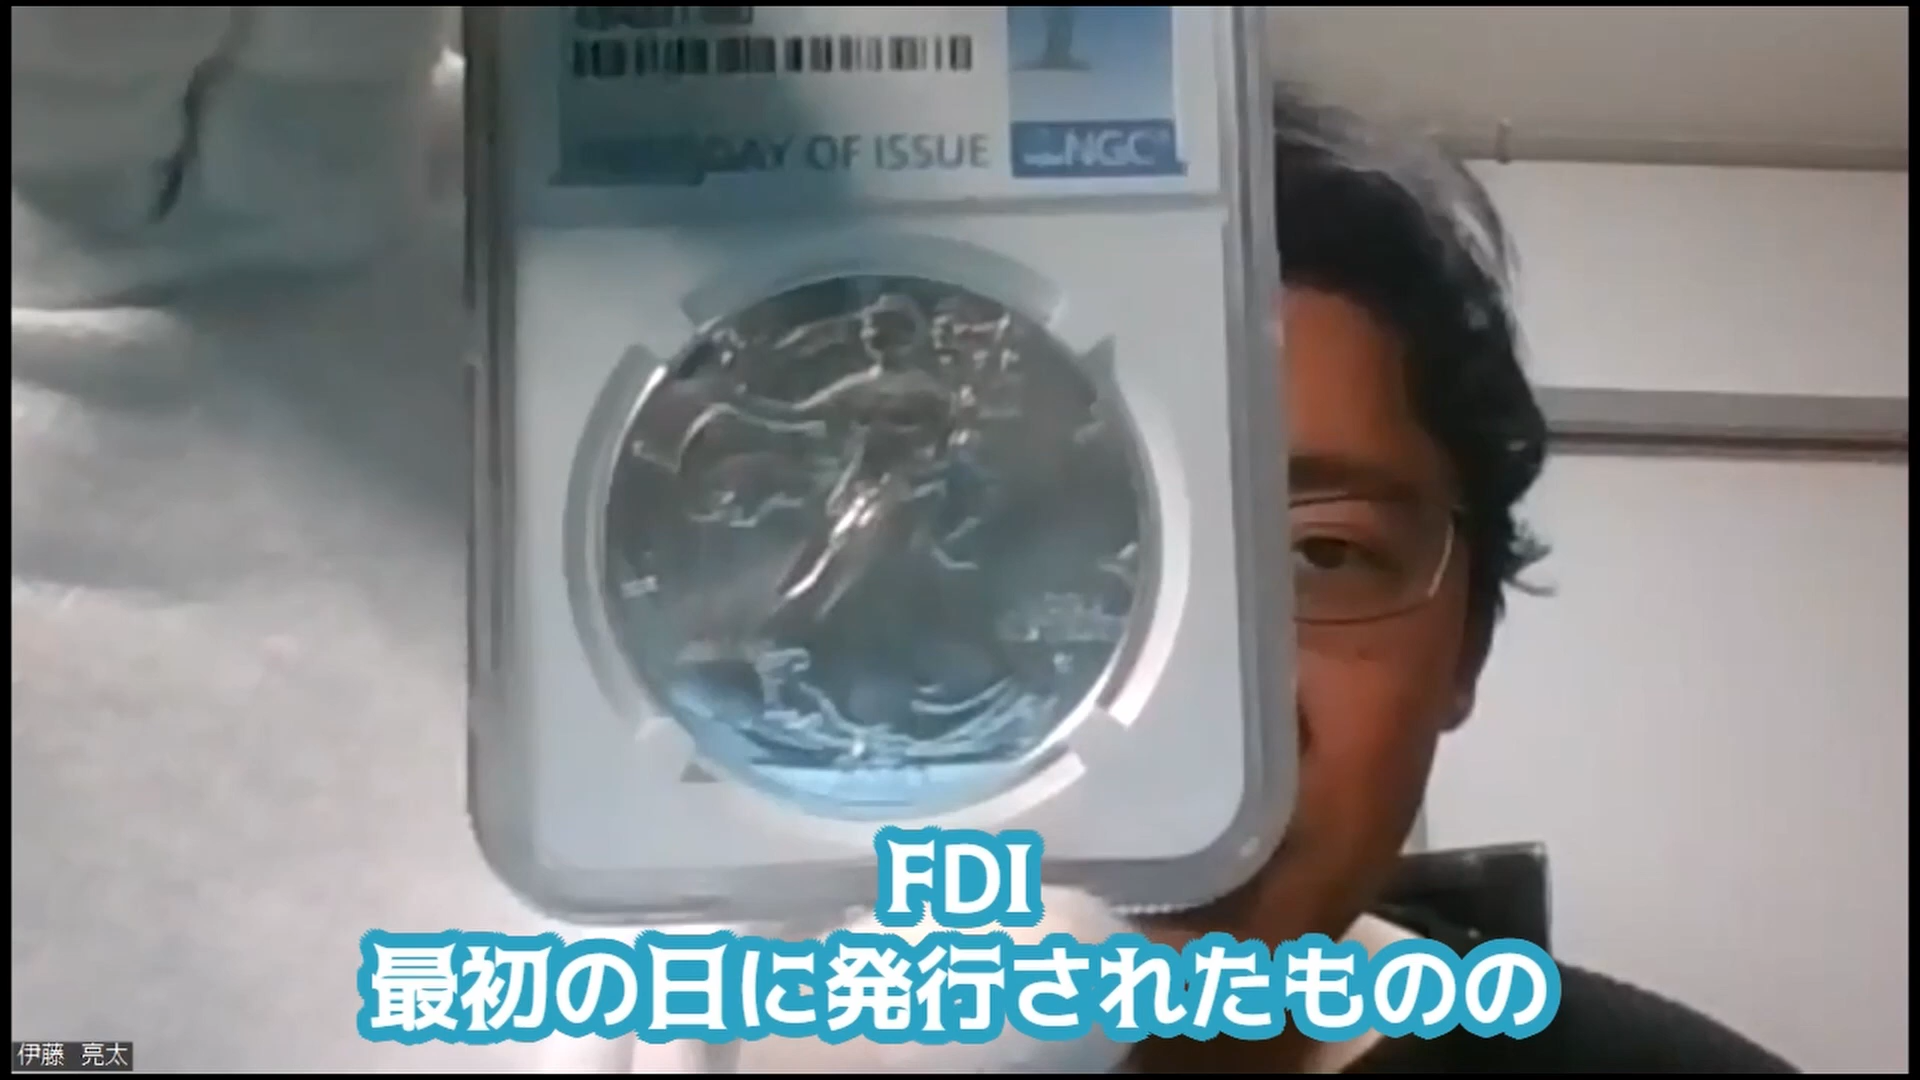 DAY OF ISSUE
NGC
FDI
最初の日に発行されたものの
伊藤 亮太